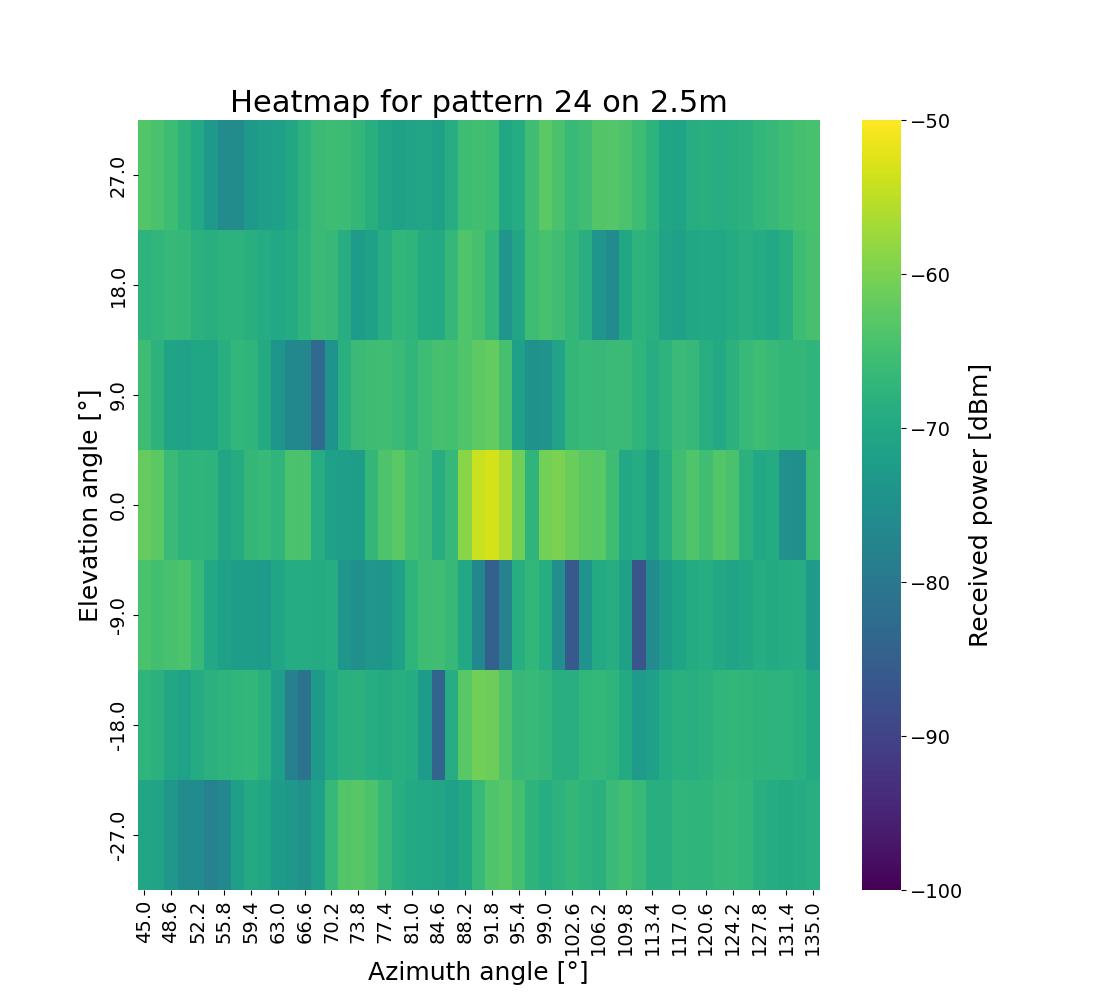 Heatmap for pattern 24 on 2.5m
Elevation angle [°]
27.0
18.0
9.0
0.0
-9.0
-18.0
-27.0
45.0 48.6 52.2 55.8 59.4 63.0 66.6 70.2 73.8 77.4 81.0 84.6 88.2 91.8 95.4 99.0 102.6 106.2 109.8 113.4 117.0 120.6 124.2 127.8 131.4 135.0
Azimuth angle [°]
−50
−60
−70
−80
−90
−100
Received power [dBm]